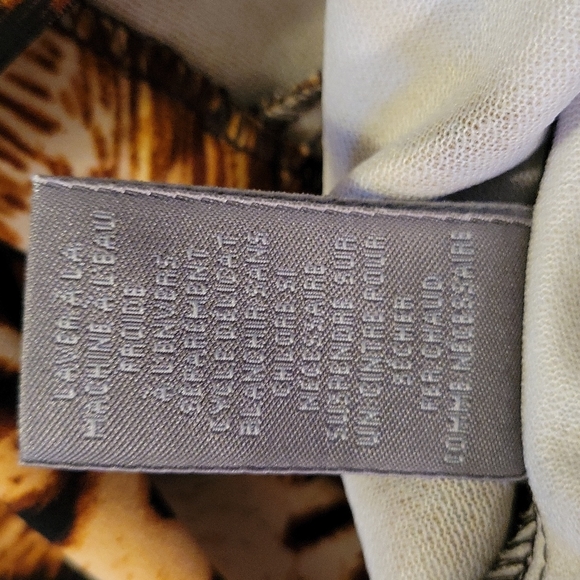 LAVER À LA
MACHINE À L'EAU
FROIDE
À L'ENVERS
SÉPARÉMENT
CYCLE DÉLICAT
BLANCHIR SANS
CHLORE SI
NÉCESSAIRE
SUSPENDRE SUR
UN CINTRE POUR
SÉCHER
FER CHAUD
COMME NÉCESSAIRE